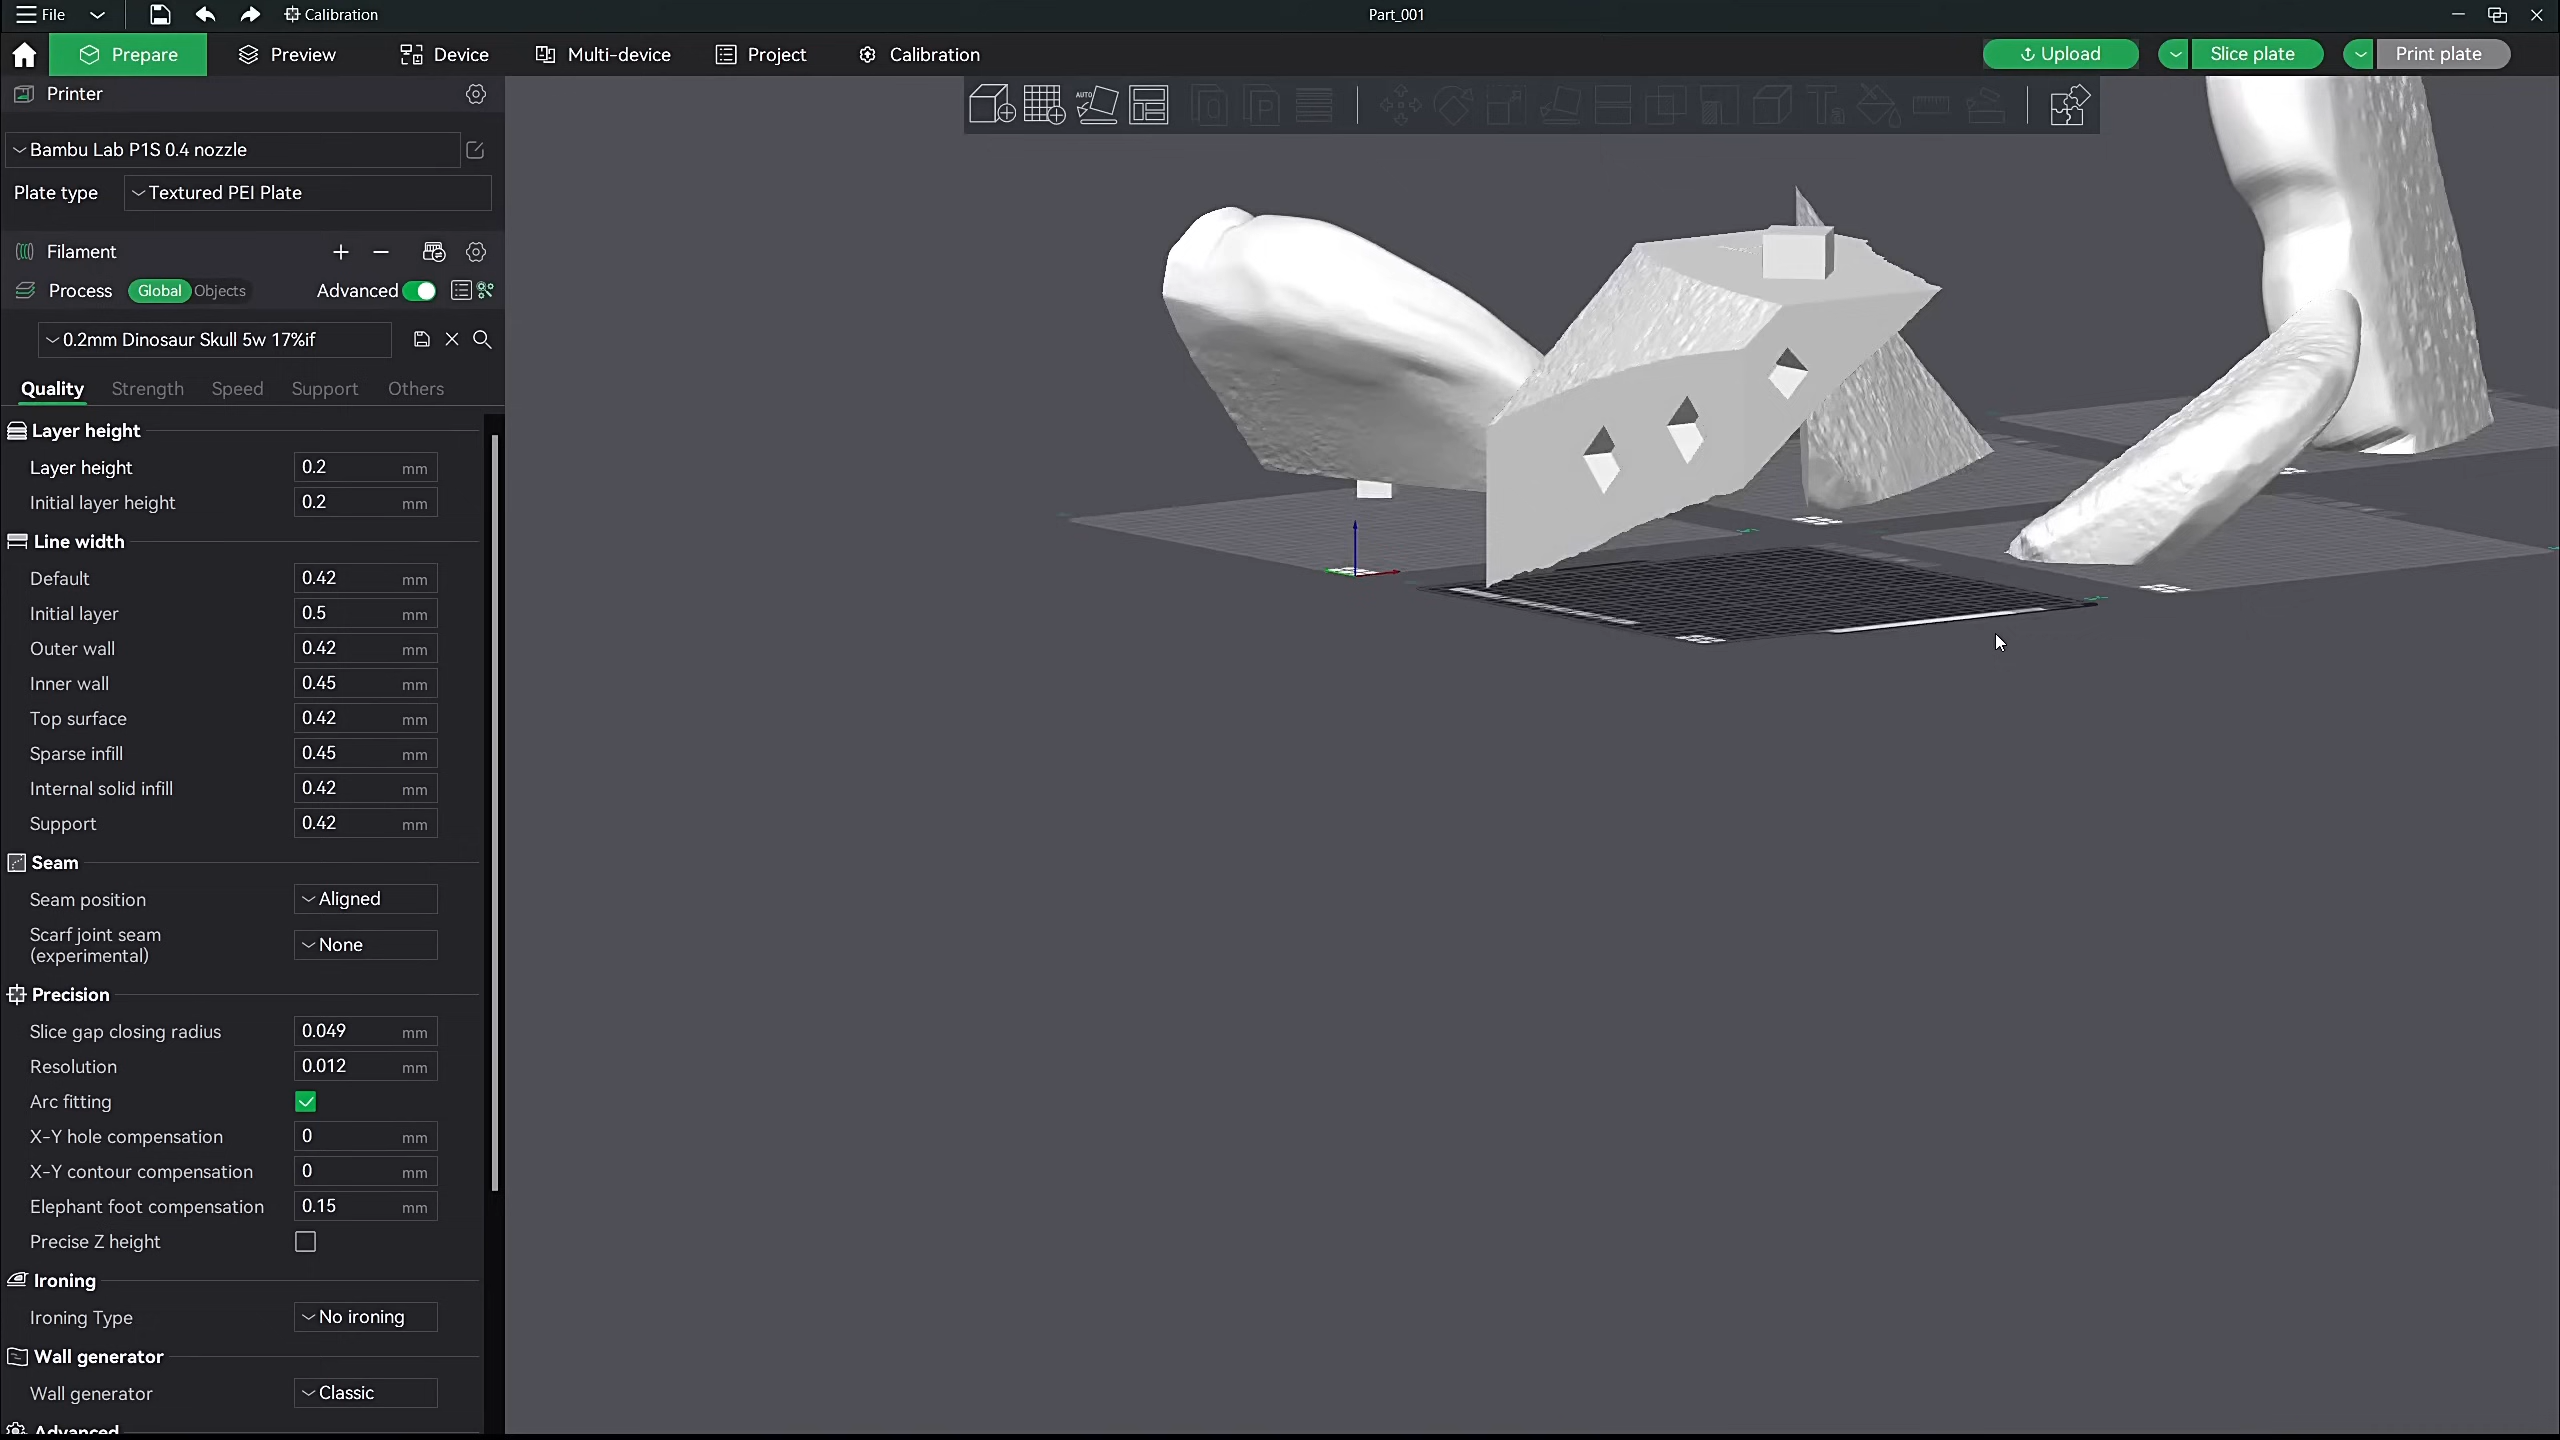 File
Calibration
Part_001
Prepare
Preview
Device
Multi-device
Project
Calibration
Upload
Slice plate
Print plate
Printer
Bambu Lab P1S 0.4 nozzle
Plate type
Textured PEI Plate
Filament
Process
Global
Objects
Advanced
0.2mm Dinosaur Skull 5w 17%if
Quality
Strength
Speed
Support
Others
Layer height
Layer height 0.2 mm
Initial layer height 0.2 mm
Line width
Default 0.42 mm
Initial layer 0.5 mm
Outer wall 0.42 mm
Inner wall 0.45 mm
Top surface 0.42 mm
Sparse infill 0.45 mm
Internal solid infill 0.42 mm
Support 0.42 mm
Seam
Seam position Aligned
Scarf joint seam
(experimental) None
Precision
Slice gap closing radius 0.049 mm
Resolution 0.012 mm
Arc fitting
X-Y hole compensation 0 mm
X-Y contour compensation 0 mm
Elephant foot compensation 0.15 mm
Precise Z height
Ironing
Ironing Type No ironing
Wall generator
Wall generator Classic
Advanced
AUTO
O
P
Ta